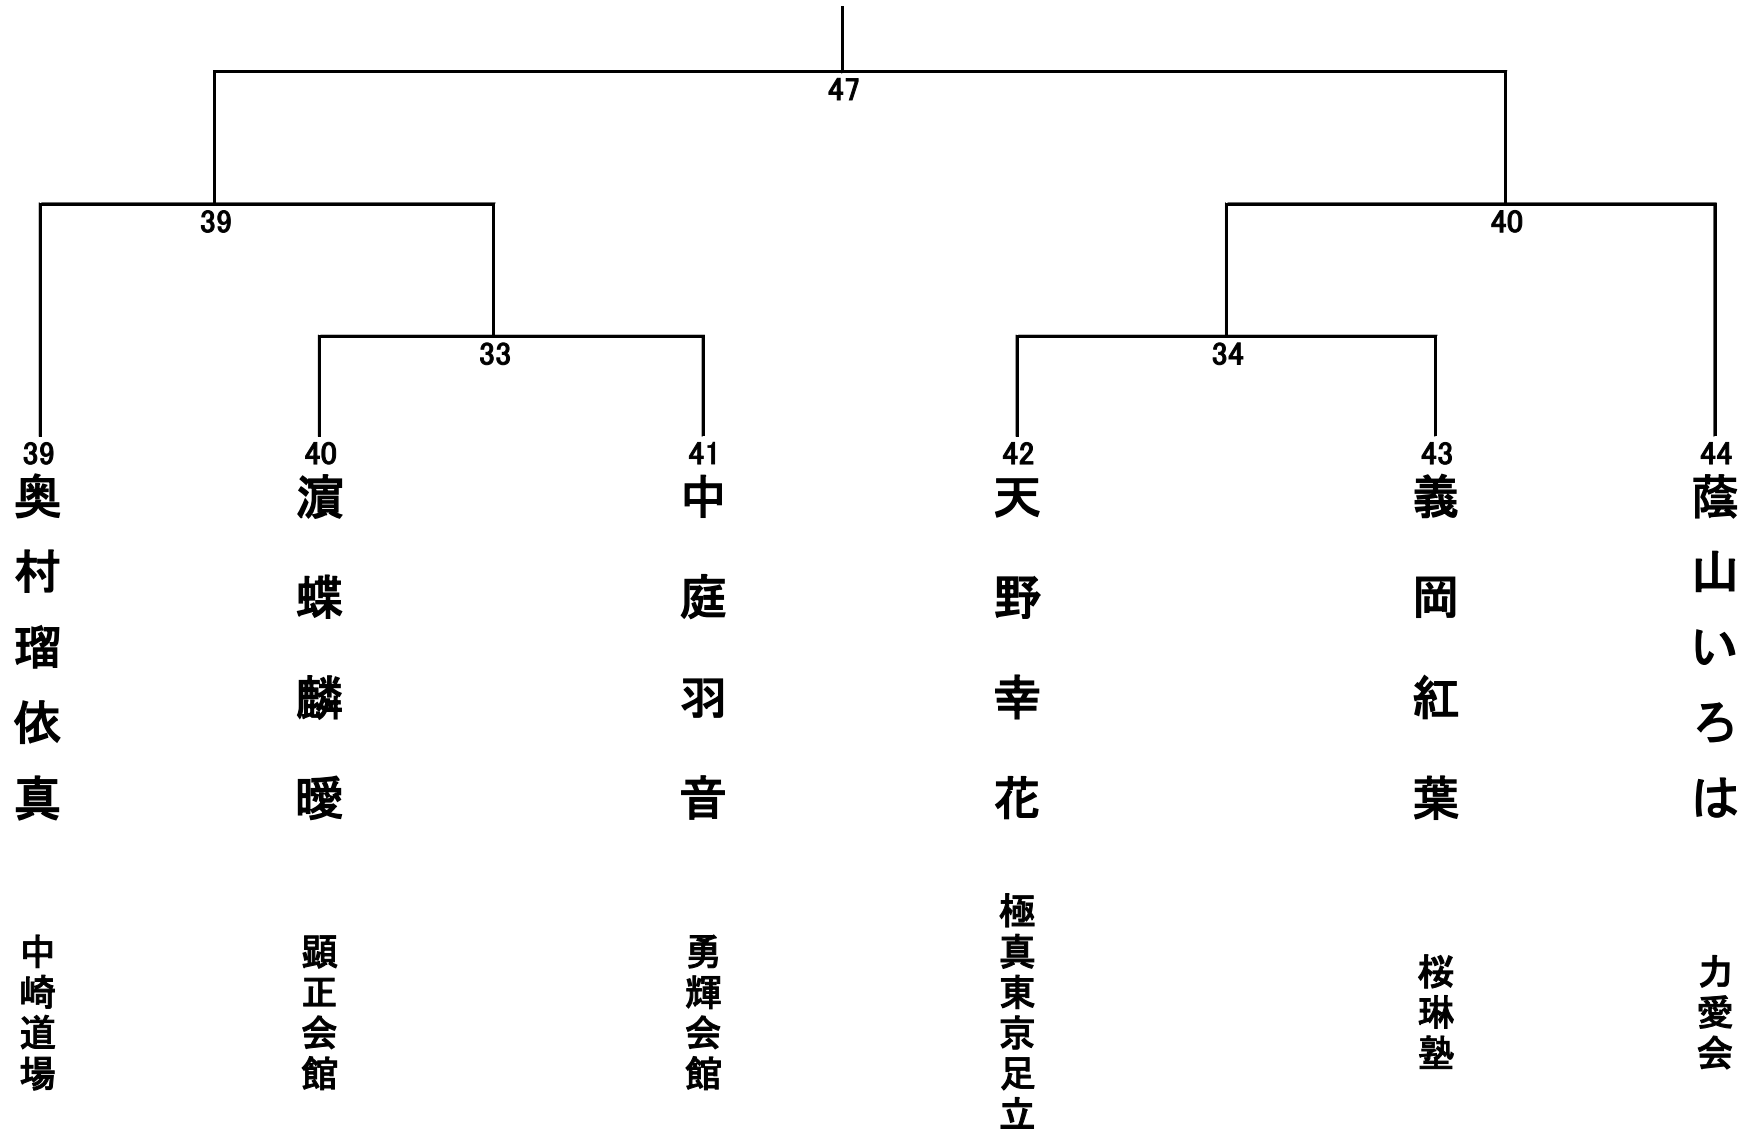 47
39
40
33
34
39
40
41
42
43
44
奥村瑠依真
濵蝶麟曖
中庭羽音
天野幸花
義岡紅葉
蔭山いろは
中崎道場
顕正会館
勇輝会館
極真東京足立
桜琳塾
力愛会